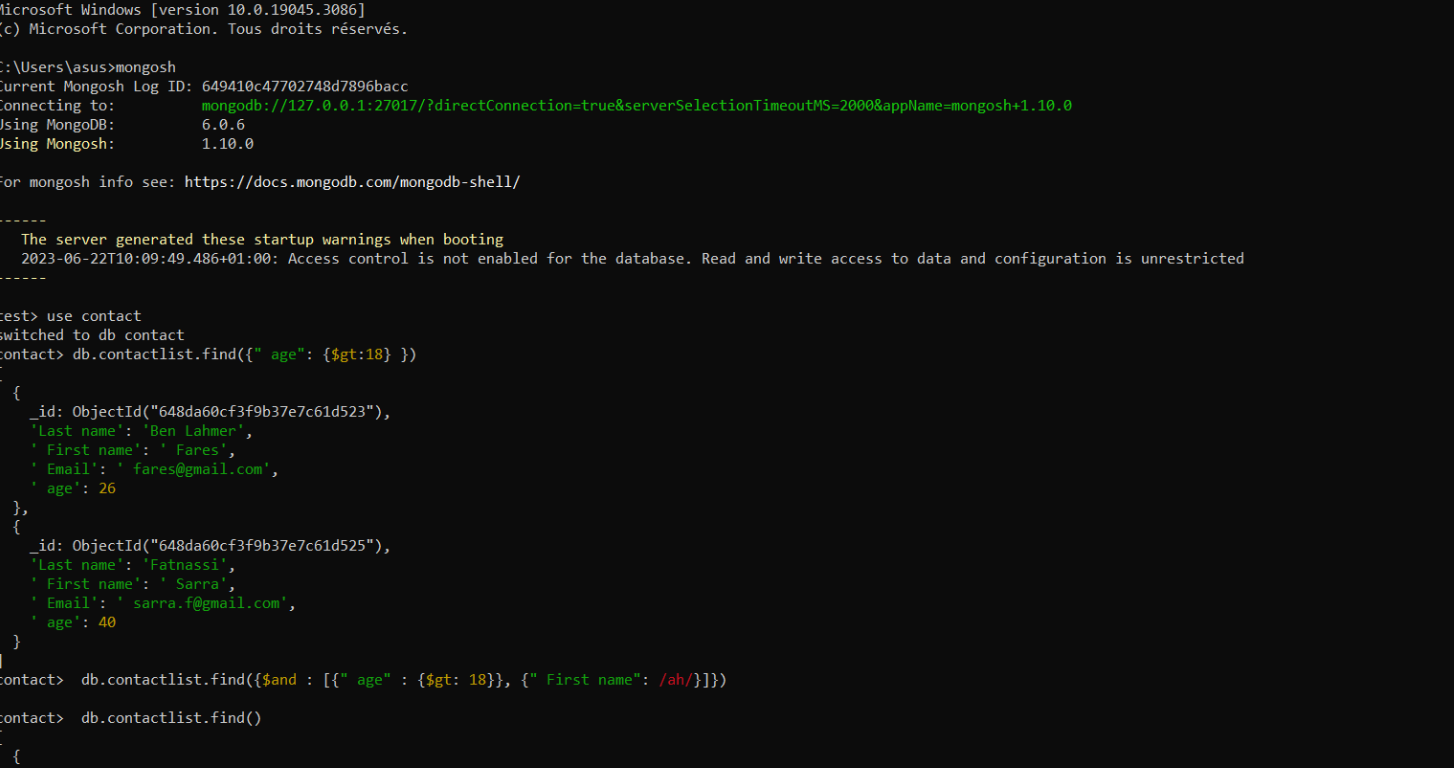 Microsoft Windows [version 10.0.19045.3086]
(c) Microsoft Corporation. Tous droits réservés.
C:\Users\asus>mongosh
Current Mongosh Log ID: 649410c47702748d7896bacc
Connecting to: mongodb://127.0.0.1:27017/?directConnection=true&serverSelectionTimeoutMS=2000&appName=mongosh+1.10.0
Using MongoDB: 6.0.6
Using Mongosh: 1.10.0
For mongosh info see: https://docs.mongodb.com/mongodb-shell/
------
The server generated these startup warnings when booting
2023-06-22T10:09:49.486+01:00: Access control is not enabled for the database. Read and write access to data and configuration is unrestricted
------
test> use contact
switched to db contact
contact> db.contactlist.find({" age": {$gt:18} })
[
{
_id: ObjectId("648da60cf3f9b37e7c61d523"),
'Last name': 'Ben Lahmer',
' First name': ' Fares',
' Email': ' fares@gmail.com',
' age': 26
},
{
_id: ObjectId("648da60cf3f9b37e7c61d525"),
'Last name': 'Fatnassi',
' First name': ' Sarra',
' Email': ' sarra.f@gmail.com',
' age': 40
}
]
contact>  db.contactlist.find({$and : [{" age" : {$gt: 18}}, {" First name": /ah/}]})
contact>  db.contactlist.find()
[
{